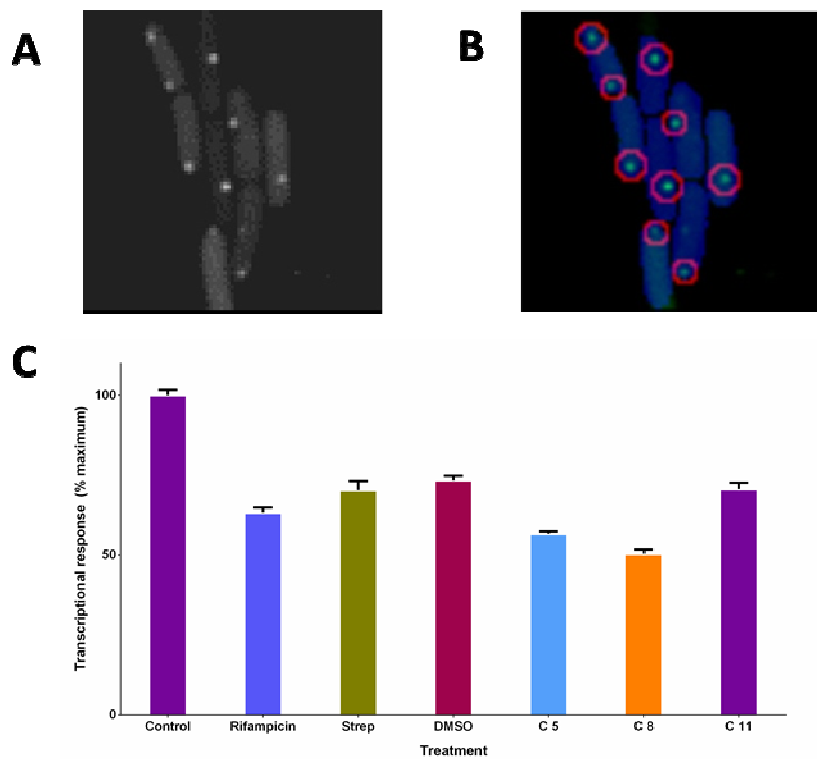 A
B
C
Transcriptional response (% maximum)
100
50
0
Control Rifampicin Strep DMSO C 5 C 8 C 11
Treatment